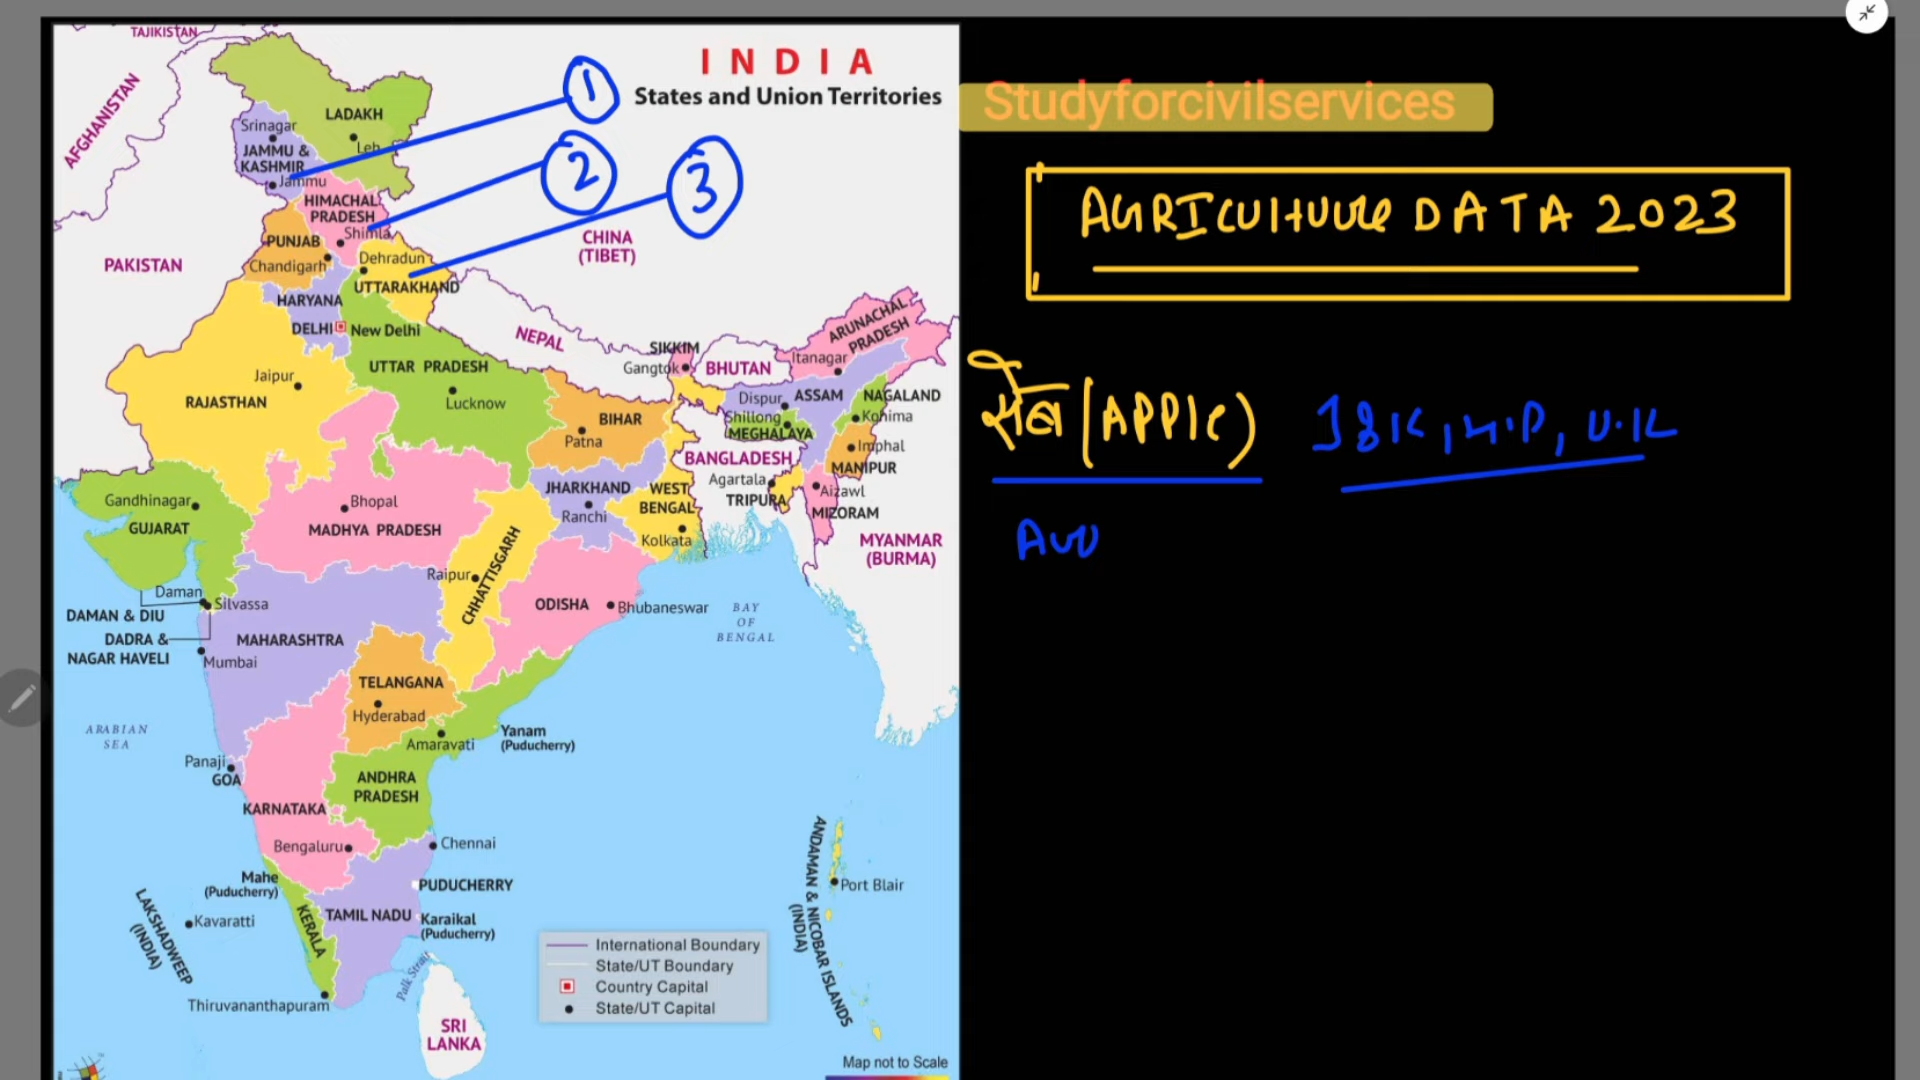 TAJIKISTAN
INDIA
States and Union Territories
Studyforcivilservices
AFGHANISTAN
LADAKH
Leh
Srinagar
JAMMU &
KASHMIR
Jammu
1
2
3
AGRICULTURE DATA 2023
HIMACHAL
PRADESH
Shimla
PUNJAB
Chandigarh
Dehradun
UTTARAKHAND
CHINA
(TIBET)
PAKISTAN
HARYANA
DELHI
New Delhi
NEPAL
SIKKIM
Gangtok
BHUTAN
ARUNACHAL
PRADESH
Itanagar
UTTAR PRADESH
Lucknow
Jaipur
RAJASTHAN
BIHAR
Patna
Dispur
ASSAM
NAGALAND
Kohima
Shillong
MEGHALAYA
Imphal
MANIPUR
BANGLADESH
Agartala
TRIPURA
Aizawl
MIZORAM
MYANMAR
(BURMA)
सेब (APPLE) J&K, H.P, U.K
Gandhinagar
GUJARAT
Bhopal
MADHYA PRADESH
JHARKHAND
Ranchi
WEST
BENGAL
Kolkata
CHHATTISGARH
Raipur
ODISHA
Bhubaneswar
BAY
OF
BENGAL
Daman
Silvassa
DAMAN & DIU
DADRA &
NAGAR HAVELI
MAHARASHTRA
Mumbai
TELANGANA
Hyderabad
ARABIAN
SEA
Amaravati
Yanam
(Puducherry)
Panaji
GOA
ANDHRA
PRADESH
KARNATAKA
Bengaluru
Chennai
Mahe
(Puducherry)
PUDUCHERRY
LAKSHADWEEP
(INDIA)
Kavaratti
KERALA
TAMIL NADU
Karaikal
(Puducherry)
ANDAMAN & NICOBAR ISLANDS
(INDIA)
Port Blair
Thiruvananthapuram
Palk Strait
SRI
LANKA
International Boundary
State/UT Boundary
Country Capital
State/UT Capital
Map not to Scale